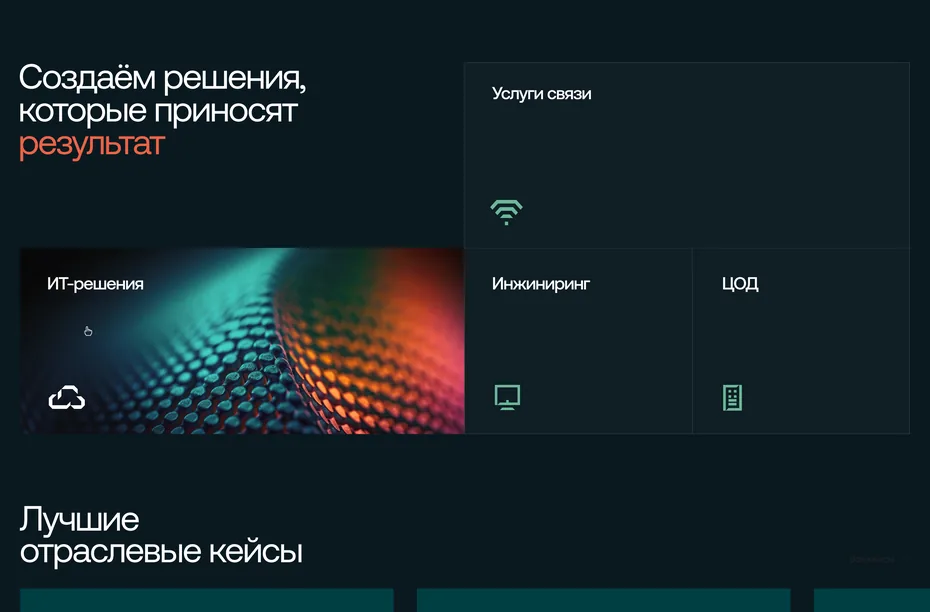 Создаём решения,
которые приносят
результат
Услуги связи
ИТ-решения
Инжиниринг
ЦОД
Лучшие
отраслевые кейсы